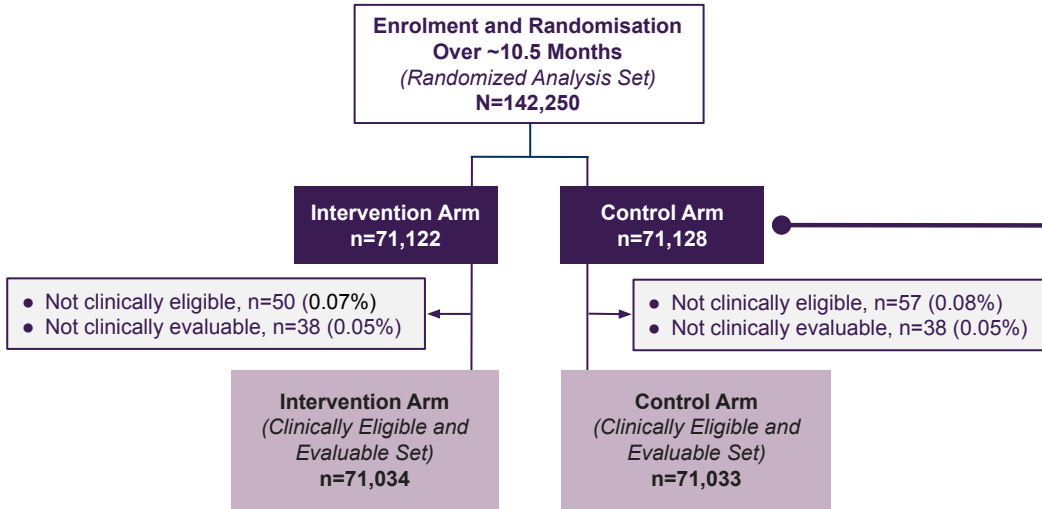 Enrolment and Randomisation
Over ~10.5 Months
(Randomized Analysis Set)
N=142,250
Intervention Arm
n=71,122
Control Arm
n=71,128
● Not clinically eligible, n=50 (0.07%)
● Not clinically evaluable, n=38 (0.05%)
● Not clinically eligible, n=57 (0.08%)
● Not clinically evaluable, n=38 (0.05%)
Intervention Arm
(Clinically Eligible and
Evaluable Set)
n=71,034
Control Arm
(Clinically Eligible and
Evaluable Set)
n=71,033